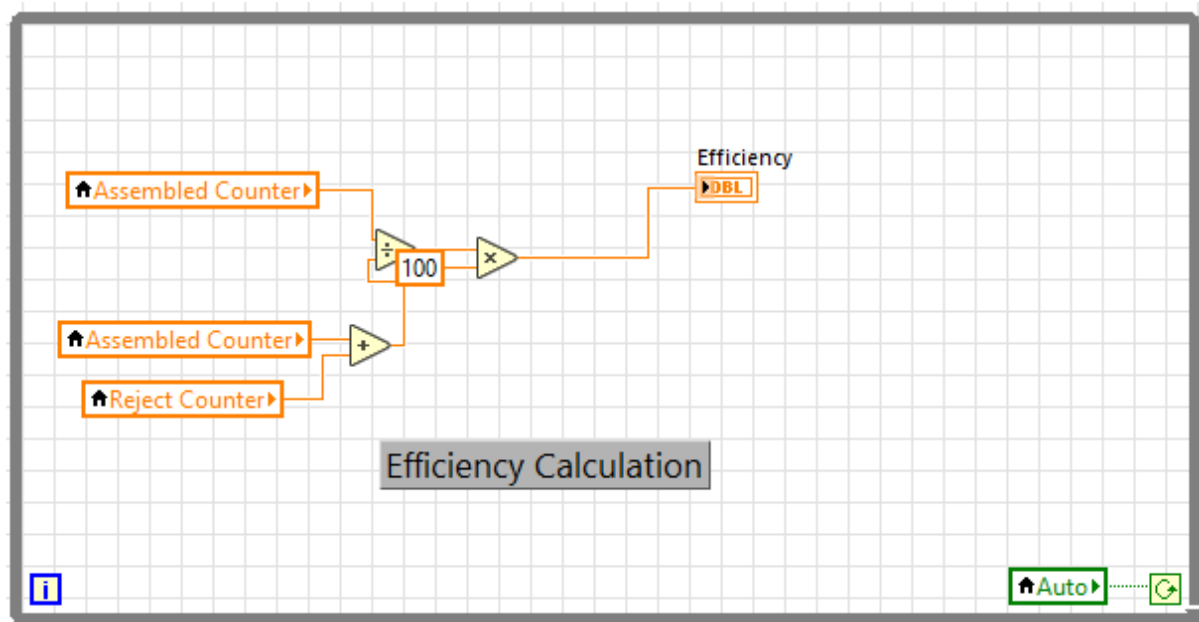 Efficiency
DBL
Assembled Counter
÷
100
×
Assembled Counter
+
Reject Counter
Efficiency Calculation
i
Auto